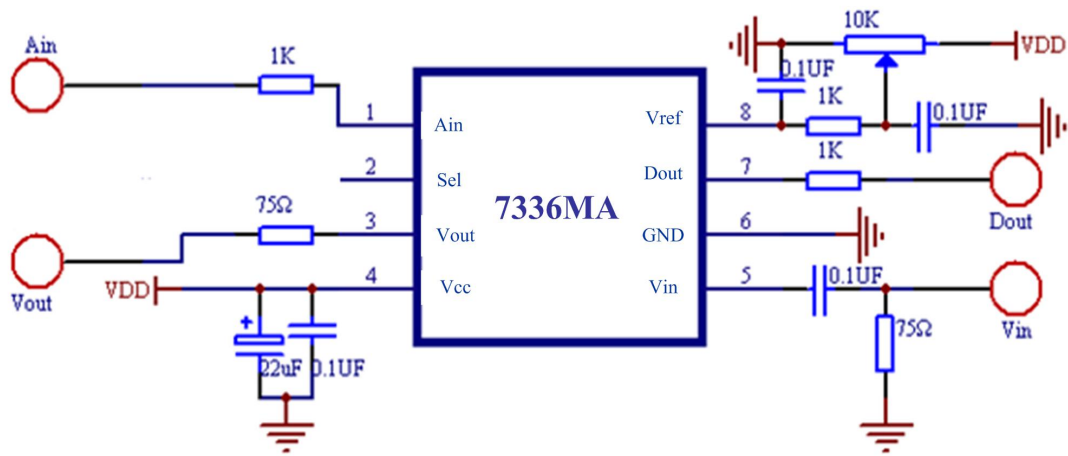 Ain
1K
1
Ain
2
Sel
75Ω
3
Vout
Vout
VDD
4
Vcc
+
22uF
0.1UF
7336MA
10K
VDD
0.1UF
1K
0.1UF
Vref
8
1K
Dout
7
Dout
GND
6
Vin
5
0.1UF
Vin
75Ω